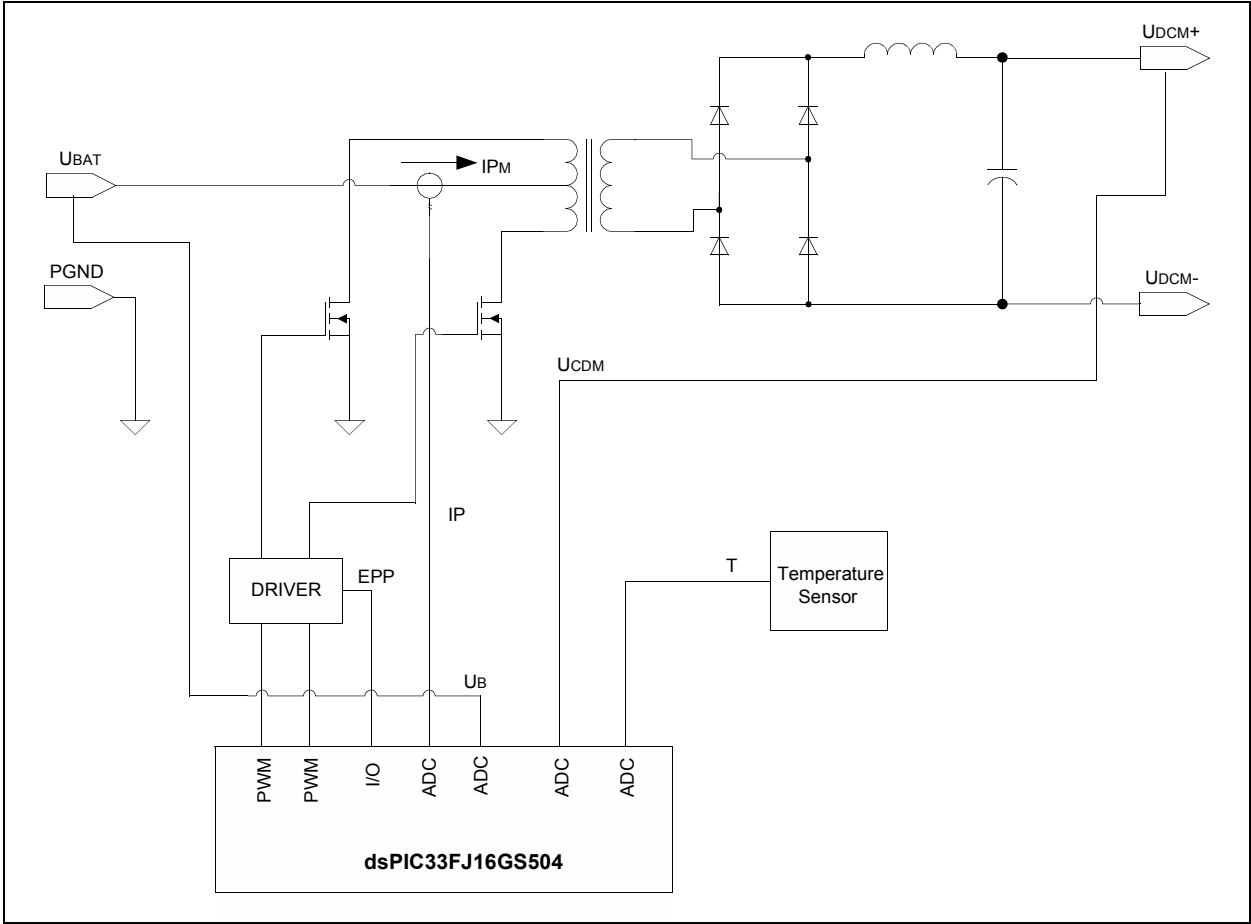 UDCM+
UBAT
IPM
PGND
UDCM-
UCDM
IP
T
Temperature
Sensor
EPP
DRIVER
UB
PWM
PWM
I/O
ADC
ADC
ADC
ADC
dsPIC33FJ16GS504